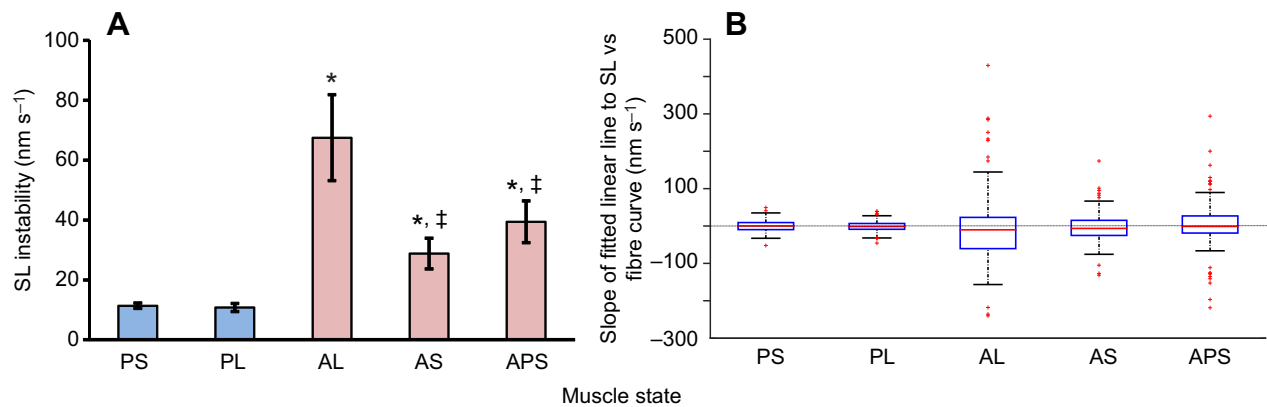 A
SL instability (nm s–1)
100
80
60
40
20
0
*
*, ‡
*, ‡
PS
PL
AL
AS
APS
B
Slope of fitted linear line to SL vs
fibre curve (nm s–1)
500
300
100
–100
–300
PS
PL
AL
AS
APS
Muscle state